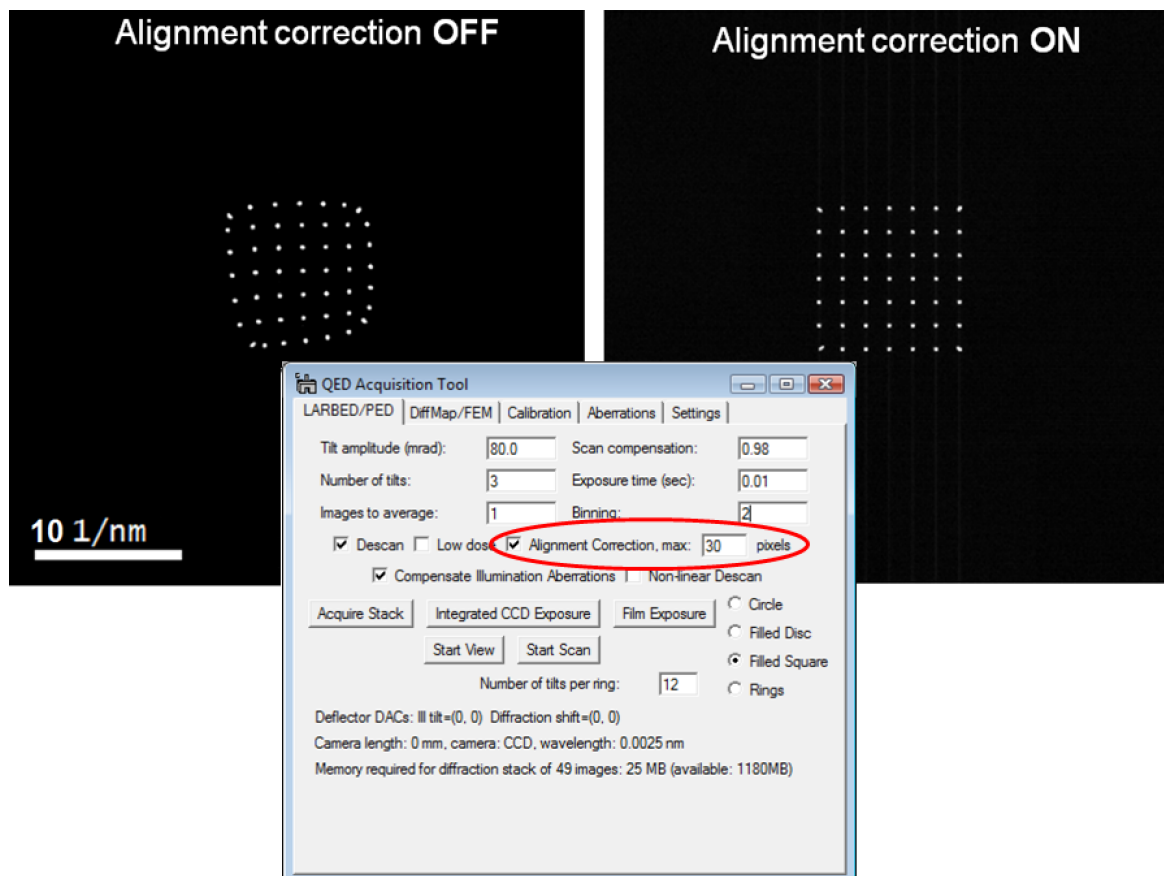 Alignment correction OFF
Alignment correction ON
10 1/nm
QED Acquisition Tool
LARBED/PED DiffMap/FEM Calibration Aberrations Settings
Tilt amplitude (mrad): 80.0 Scan compensation: 0.98
Number of tilts: 3 Exposure time (sec): 0.01
Images to average: 1 Binning: 2
Descan Low dose Alignment Correction, max: 30 pixels
Compensate Illumination Aberrations Non-linear Descan
Acquire Stack Integrated CCD Exposure Film Exposure
Circle
Filled Disc
Start View Start Scan
Filled Square
Number of tilts per ring: 12
Rings
Deflector DACs: Ill tilt=(0, 0) Diffraction shift=(0, 0)
Camera length: 0 mm, camera: CCD, wavelength: 0.0025 nm
Memory required for diffraction stack of 49 images: 25 MB (available: 1180MB)